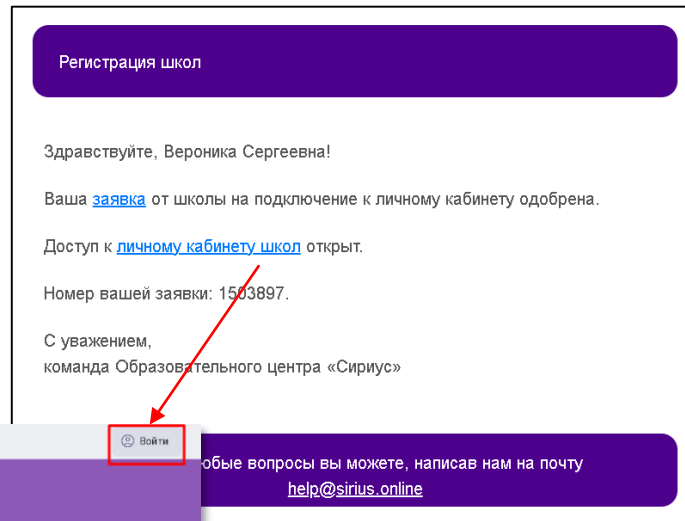 Регистрация школ
Здравствуйте, Вероника Сергеевна!
Ваша заявка от школы на подключение к личному кабинету одобрена.
Доступ к личному кабинету школ открыт.
Номер вашей заявки: 1503897.
С уважением,
команда Образовательного центра «Сириус»
Войти
вопросы вы можете, написав нам на почту
help@sirius.online